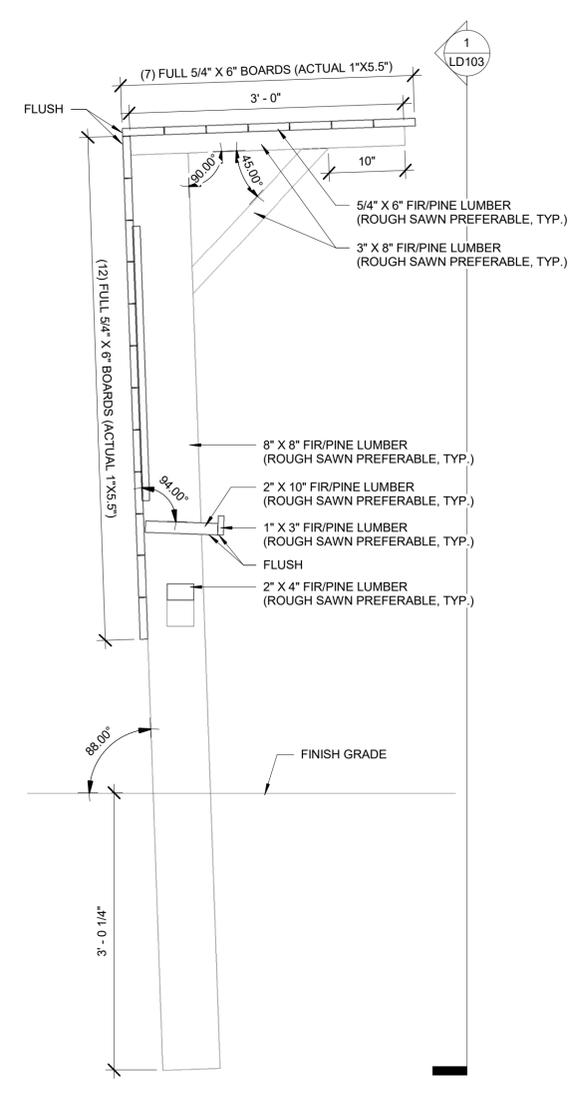 1
LD103
(7) FULL 5/4" X 6" BOARDS (ACTUAL 1"X5.5")
3' - 0"
FLUSH
90.00°
45.00°
10"
5/4" X 6" FIR/PINE LUMBER
(ROUGH SAWN PREFERABLE, TYP.)
3" X 8" FIR/PINE LUMBER
(ROUGH SAWN PREFERABLE, TYP.)
(12) FULL 5/4" X 6" BOARDS (ACTUAL 1"X5.5")
8" X 8" FIR/PINE LUMBER
(ROUGH SAWN PREFERABLE, TYP.)
94.00°
2" X 10" FIR/PINE LUMBER
(ROUGH SAWN PREFERABLE, TYP.)
1" X 3" FIR/PINE LUMBER
(ROUGH SAWN PREFERABLE, TYP.)
FLUSH
2" X 4" FIR/PINE LUMBER
(ROUGH SAWN PREFERABLE, TYP.)
88.00°
FINISH GRADE
3' - 0 1/4"